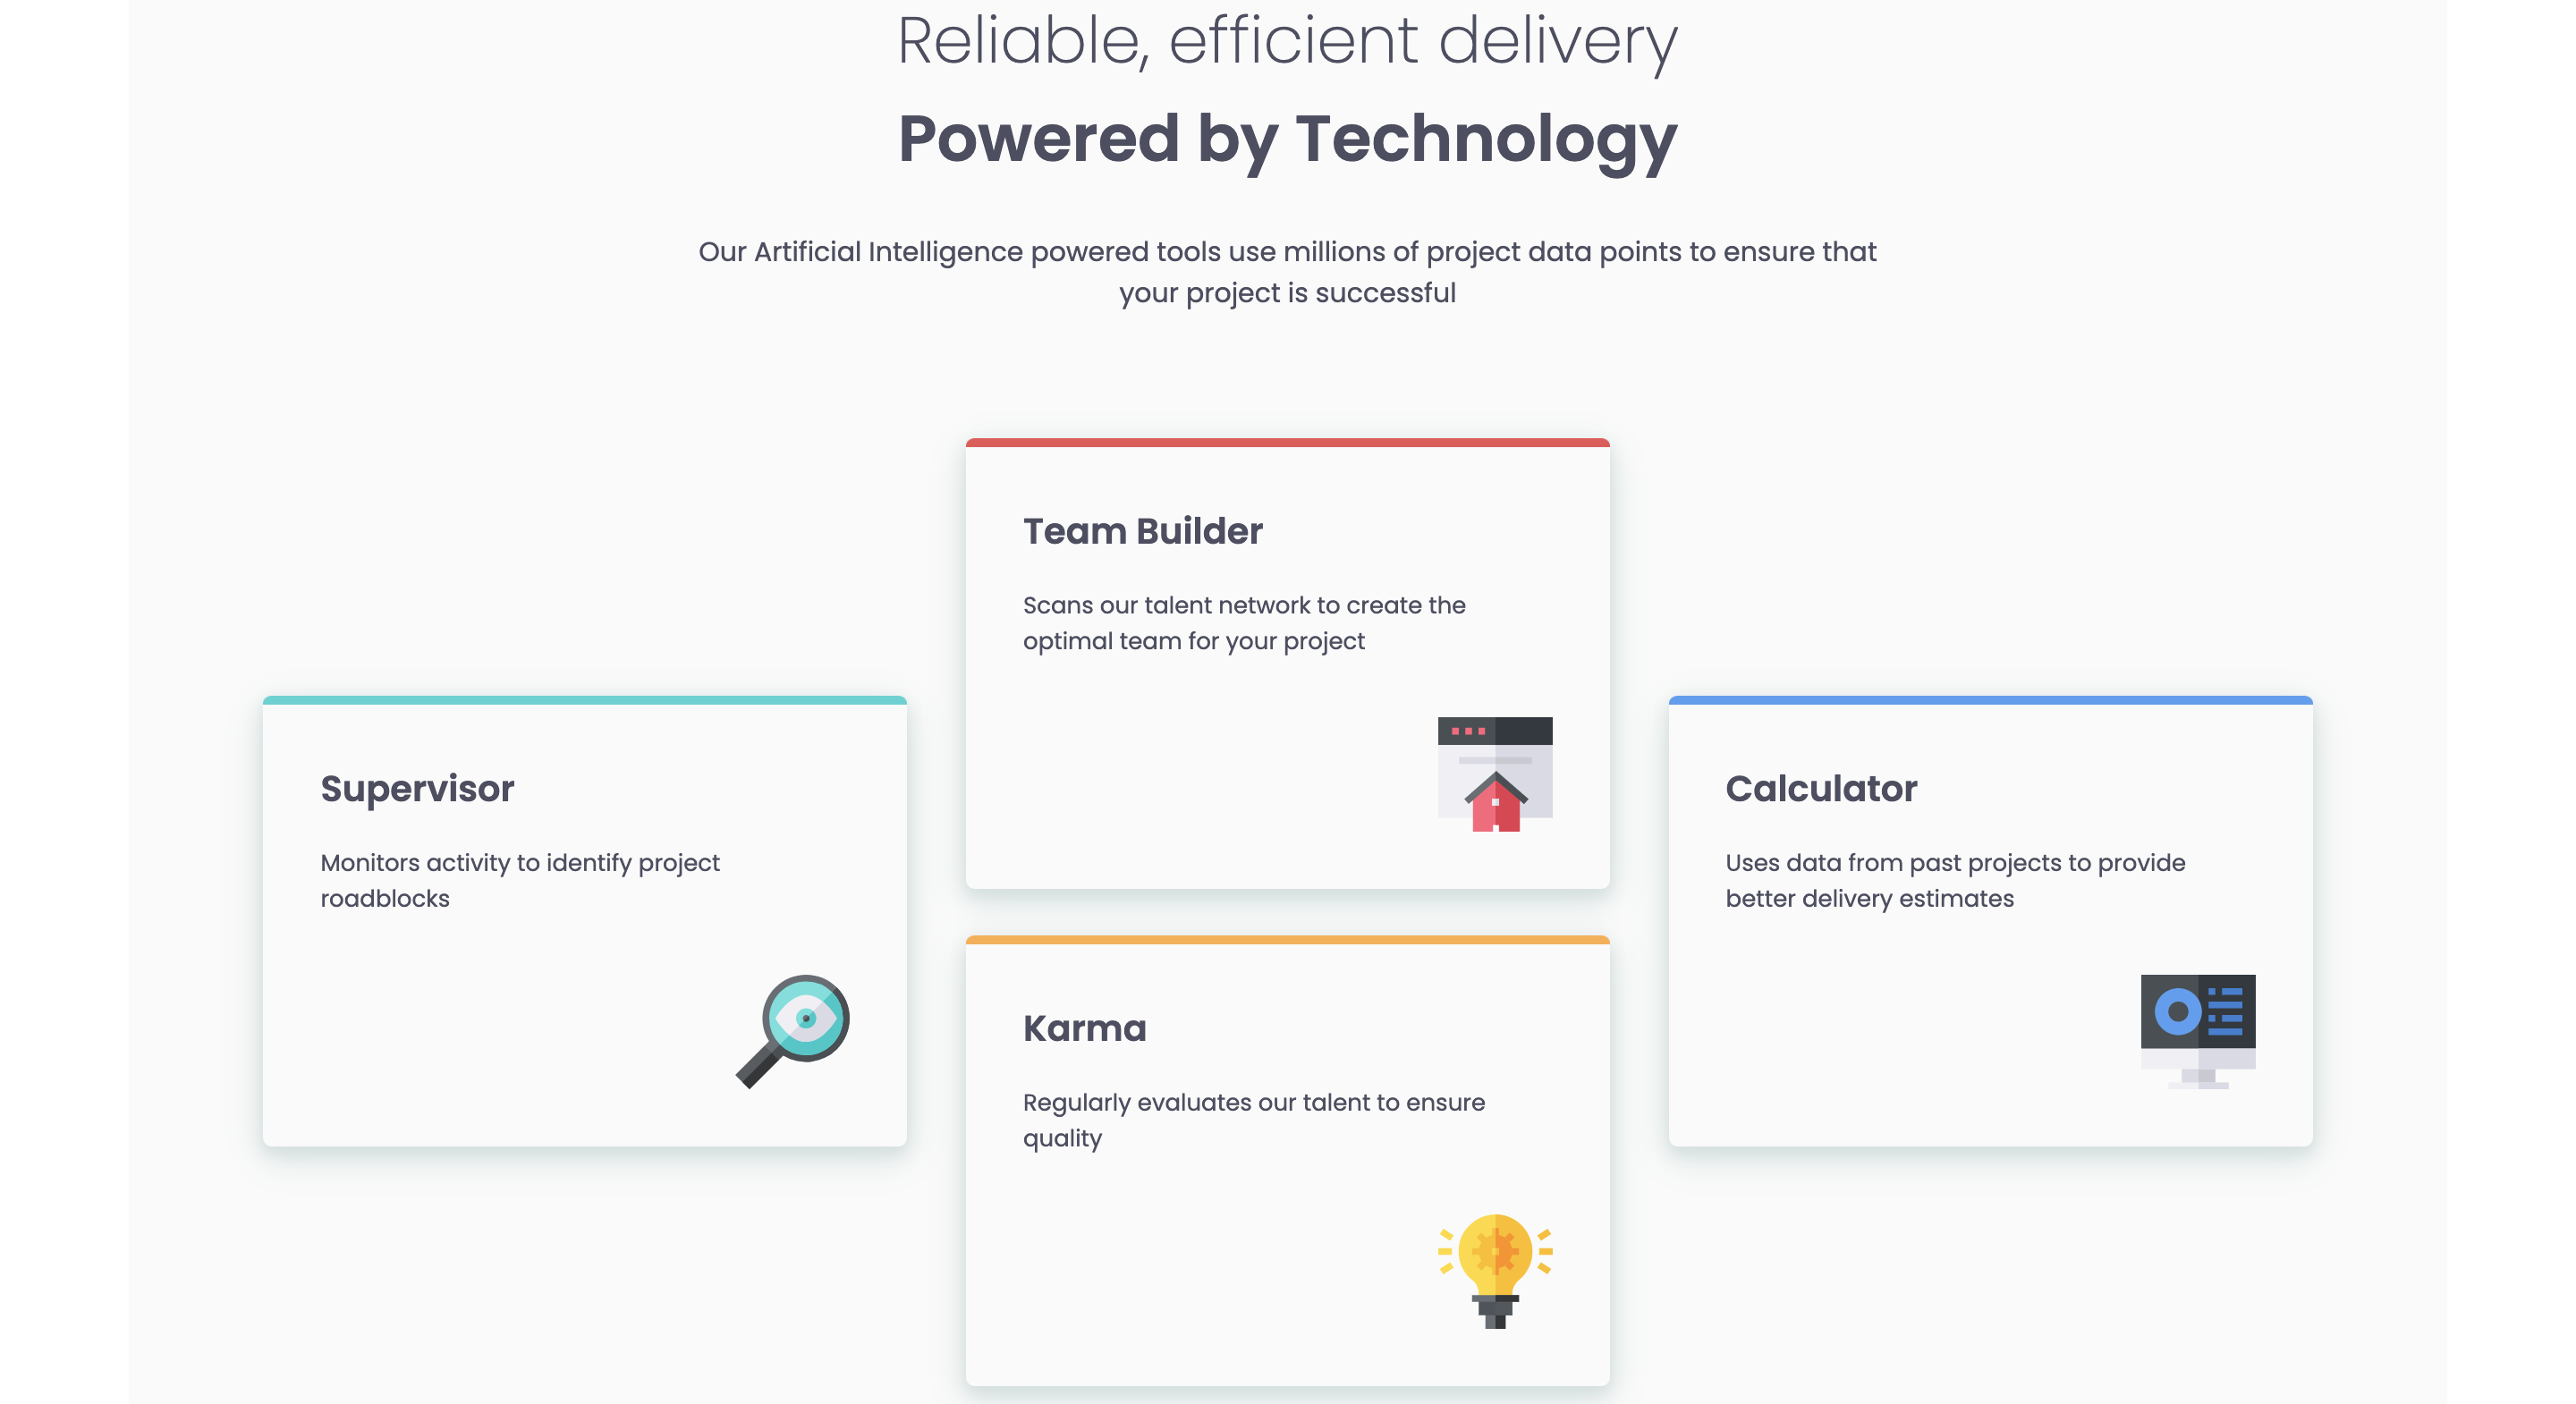 Reliable, efficient delivery
Powered by Technology
Our Artificial Intelligence powered tools use millions of project data points to ensure that
your project is successful
Team Builder
Scans our talent network to create the
optimal team for your project
Supervisor
Monitors activity to identify project
roadblocks
Calculator
Uses data from past projects to provide
better delivery estimates
Karma
Regularly evaluates our talent to ensure
quality